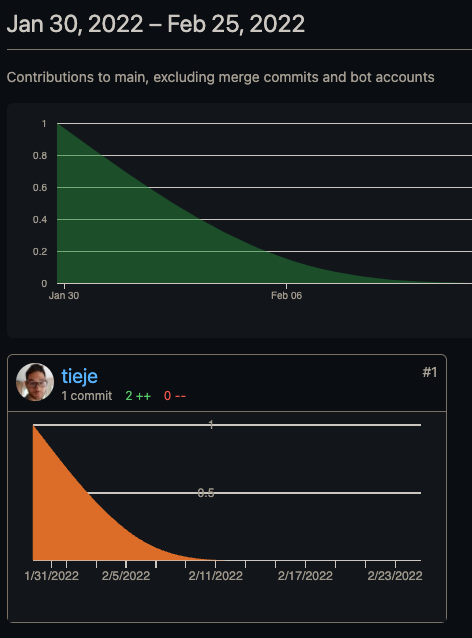 Jan 30, 2022 – Feb 25, 2022
Contributions to main, excluding merge commits and bot accounts
1
0.8
0.6
0.4
0.2
0
Jan 30 Feb 06
tieje #1
1 commit 2 ++ 0 --
1
0.5
1/31/2022 2/5/2022 2/11/2022 2/17/2022 2/23/2022